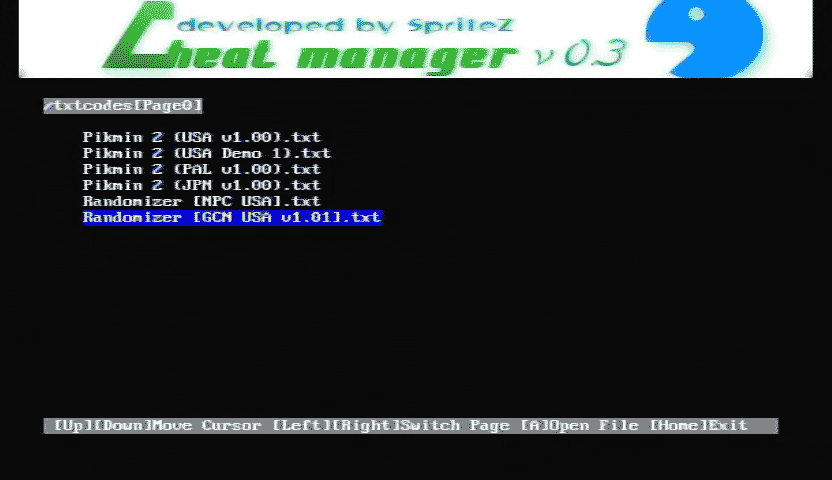 developed by SpriteZ
Cheat manager v0.3
/txtcodes[Page0]
Pikmin 2 (USA v1.00).txt
Pikmin 2 (USA Demo 1).txt
Pikmin 2 (PAL v1.00).txt
Pikmin 2 (JPN v1.00).txt
Randomizer [NPC USA].txt
Randomizer [GCN USA v1.01].txt
[Up][Down]Move Cursor [Left][Right]Switch Page [A]Open File [Home]Exit